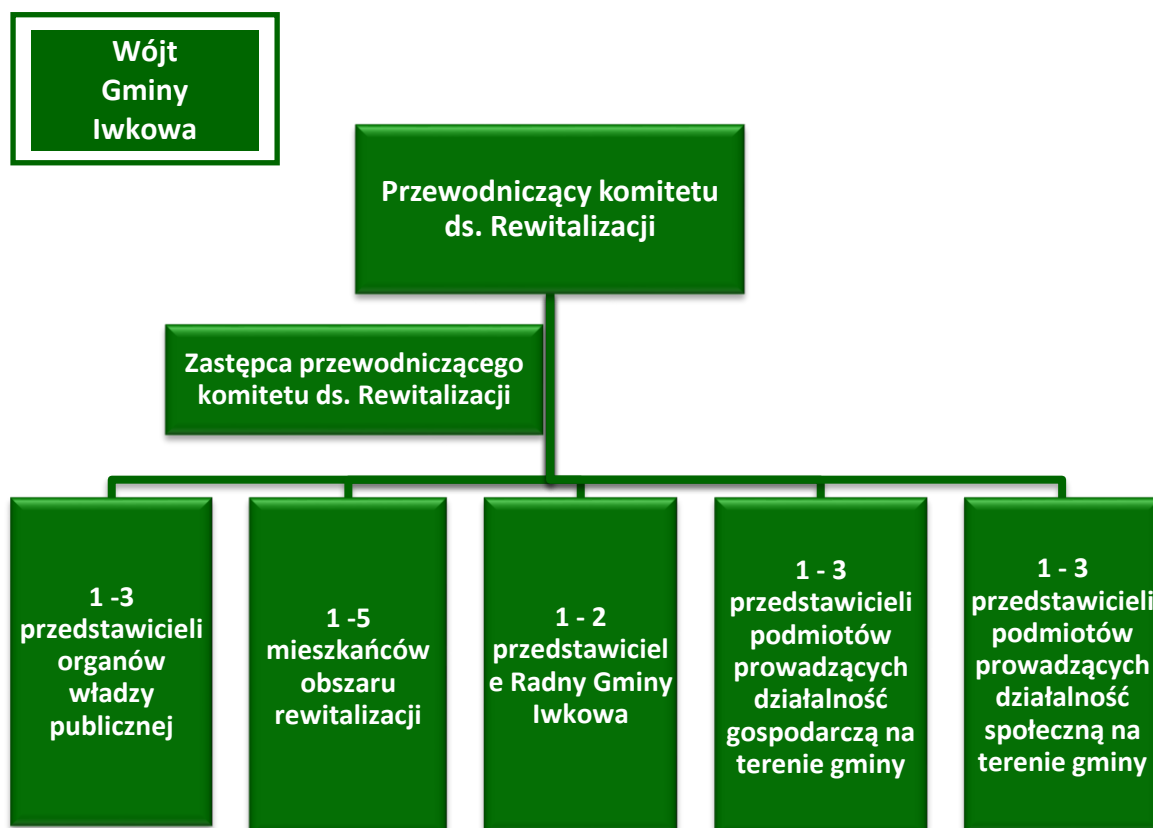 Wójt
Gminy
Iwkowa
Przewodniczący komitetu
ds. Rewitalizacji
Zastępca przewodniczącego
komitetu ds. Rewitalizacji
1 -3
przedstawicieli
organów
władzy
publicznej
1 -5
mieszkańców
obszaru
rewitalizacji
1 - 2
przedstawiciel
e Radny Gminy
Iwkowa
1 - 3
przedstawicieli
podmiotów
prowadzących
działalność
gospodarczą na
terenie gminy
1 - 3
przedstawicieli
podmiotów
prowadzących
działalność
społeczną na
terenie gminy